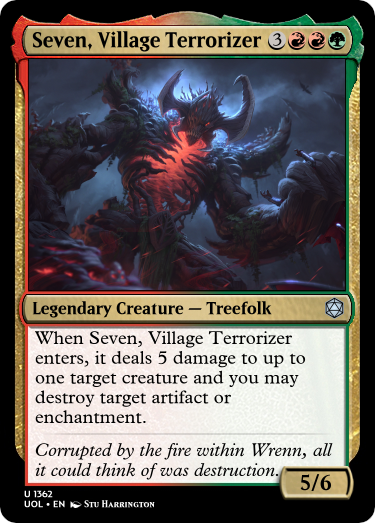 Seven, Village Terrorizer 3
Legendary Creature — Treefolk
When Seven, Village Terrorizer
enters, it deals 5 damage to up to
one target creature and you may
destroy target artifact or
enchantment.
Corrupted by the fire within Wrenn, all
it could think of was destruction.
5/6
U 1362
UOL • EN Stu Harrington